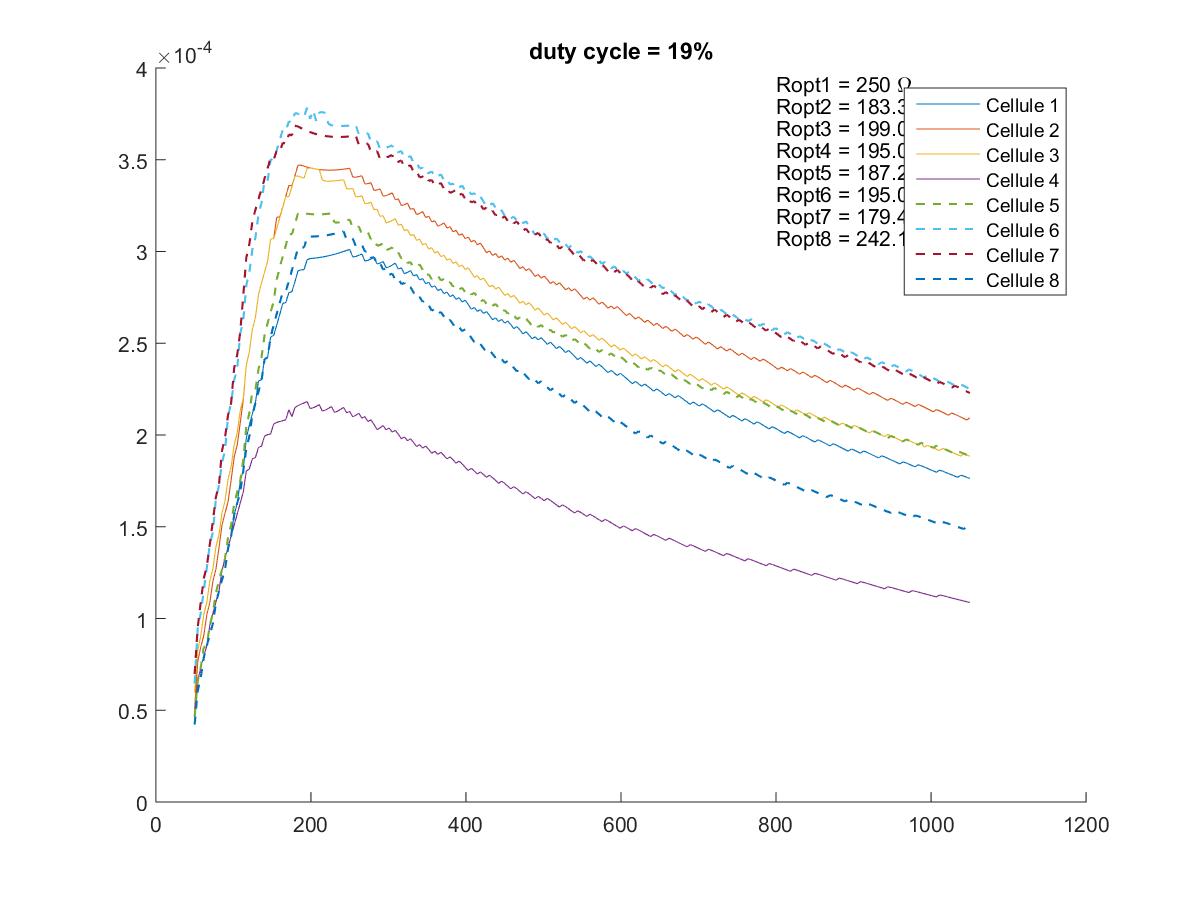 duty cycle = 19%
×10-4
4
3.5
3
2.5
2
1.5
1
0.5
0
0
200
400
600
800
1000
1200
Ropt1 = 250 Ω
Ropt2 = 183.3
Ropt3 = 199.0
Ropt4 = 195.0
Ropt5 = 187.2
Ropt6 = 195.0
Ropt7 = 179.4
Ropt8 = 242.1
Cellule 1
Cellule 2
Cellule 3
Cellule 4
Cellule 5
Cellule 6
Cellule 7
Cellule 8